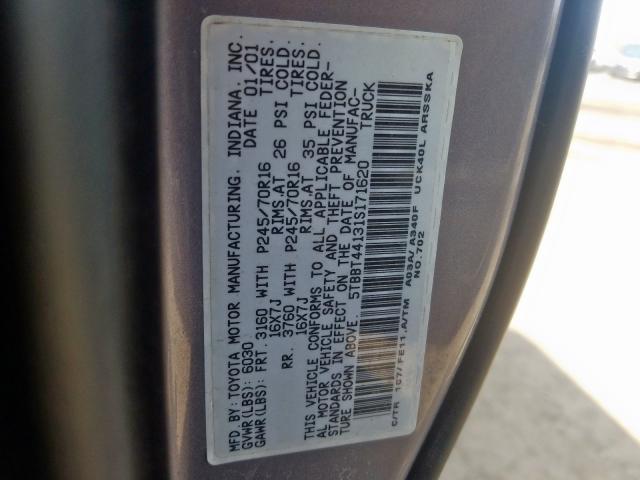 MFD.BY:TOYOTA MOTOR MANUFACTURING, INDIANA, INC.
GVWR(LBS): 6030 DATE 01/01
GAWR(LBS): FRT. 3160 WITH P245/70R16 TIRES.
16X7J RIMS.AT 26 PSI COLD.
RR. 3760 WITH P245/70R16 TIRES.
16X7J RIMS.AT 35 PSI COLD.
THIS VEHICLE CONFORMS TO ALL APPLICABLE FEDER-
AL MOTOR VEHICLE SAFETY AND THEFT PREVENTION
STANDARDS IN EFFECT ON THE DATE OF MANUFAC-
TURE SHOWN ABOVE. TRUCK
5TBBT44131S171620
C/TR 1C7/FE11.A/TM A03A/A340F UCK40L ARSSKA
NO.702